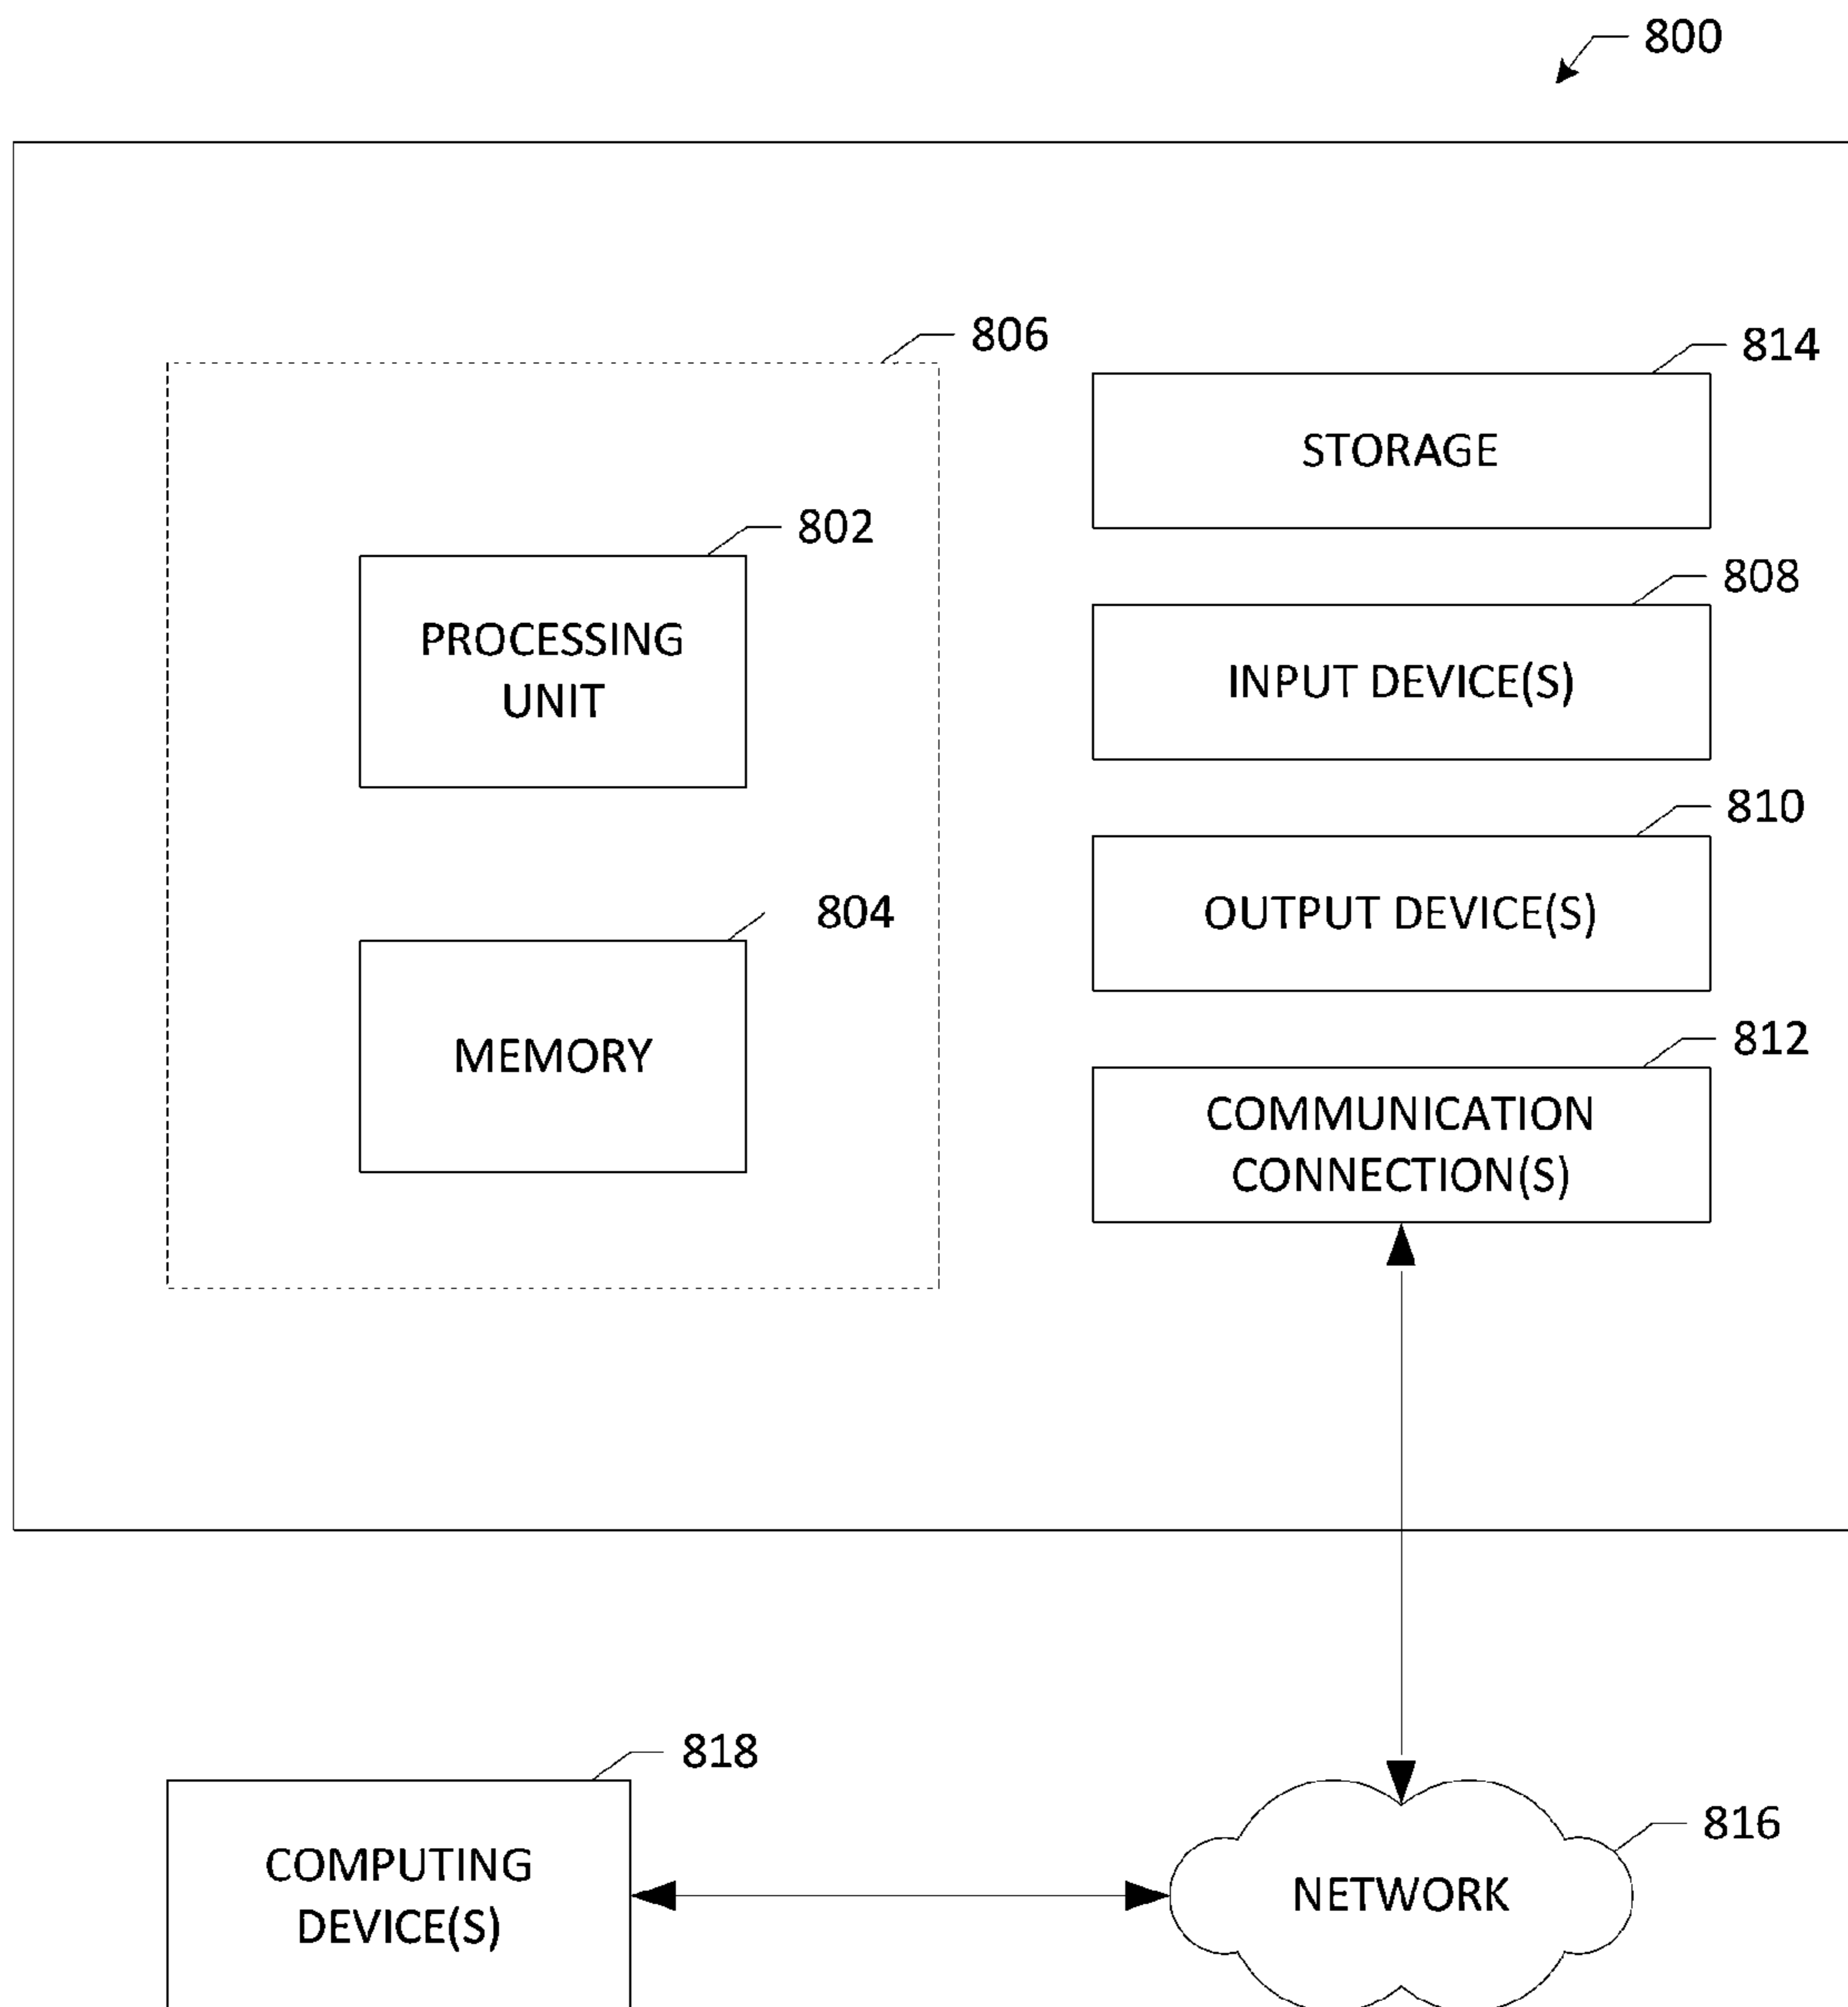 800
806
814
STORAGE
802
PROCESSING
UNIT
808
INPUT DEVICE(S)
810
OUTPUT DEVICE(S)
804
MEMORY
812
COMMUNICATION
CONNECTION(S)
818
COMPUTING
DEVICE(S)
816
NETWORK